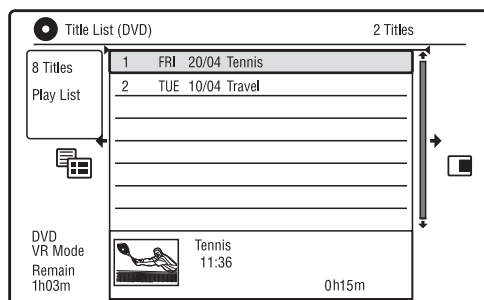 Title List (DVD) 2 Titles
8 Titles
Play List
1 FRI 20/04 Tennis
2 TUE 10/04 Travel
DVD
VR Mode
Remain
1h03m
Tennis
11:36
0h15m